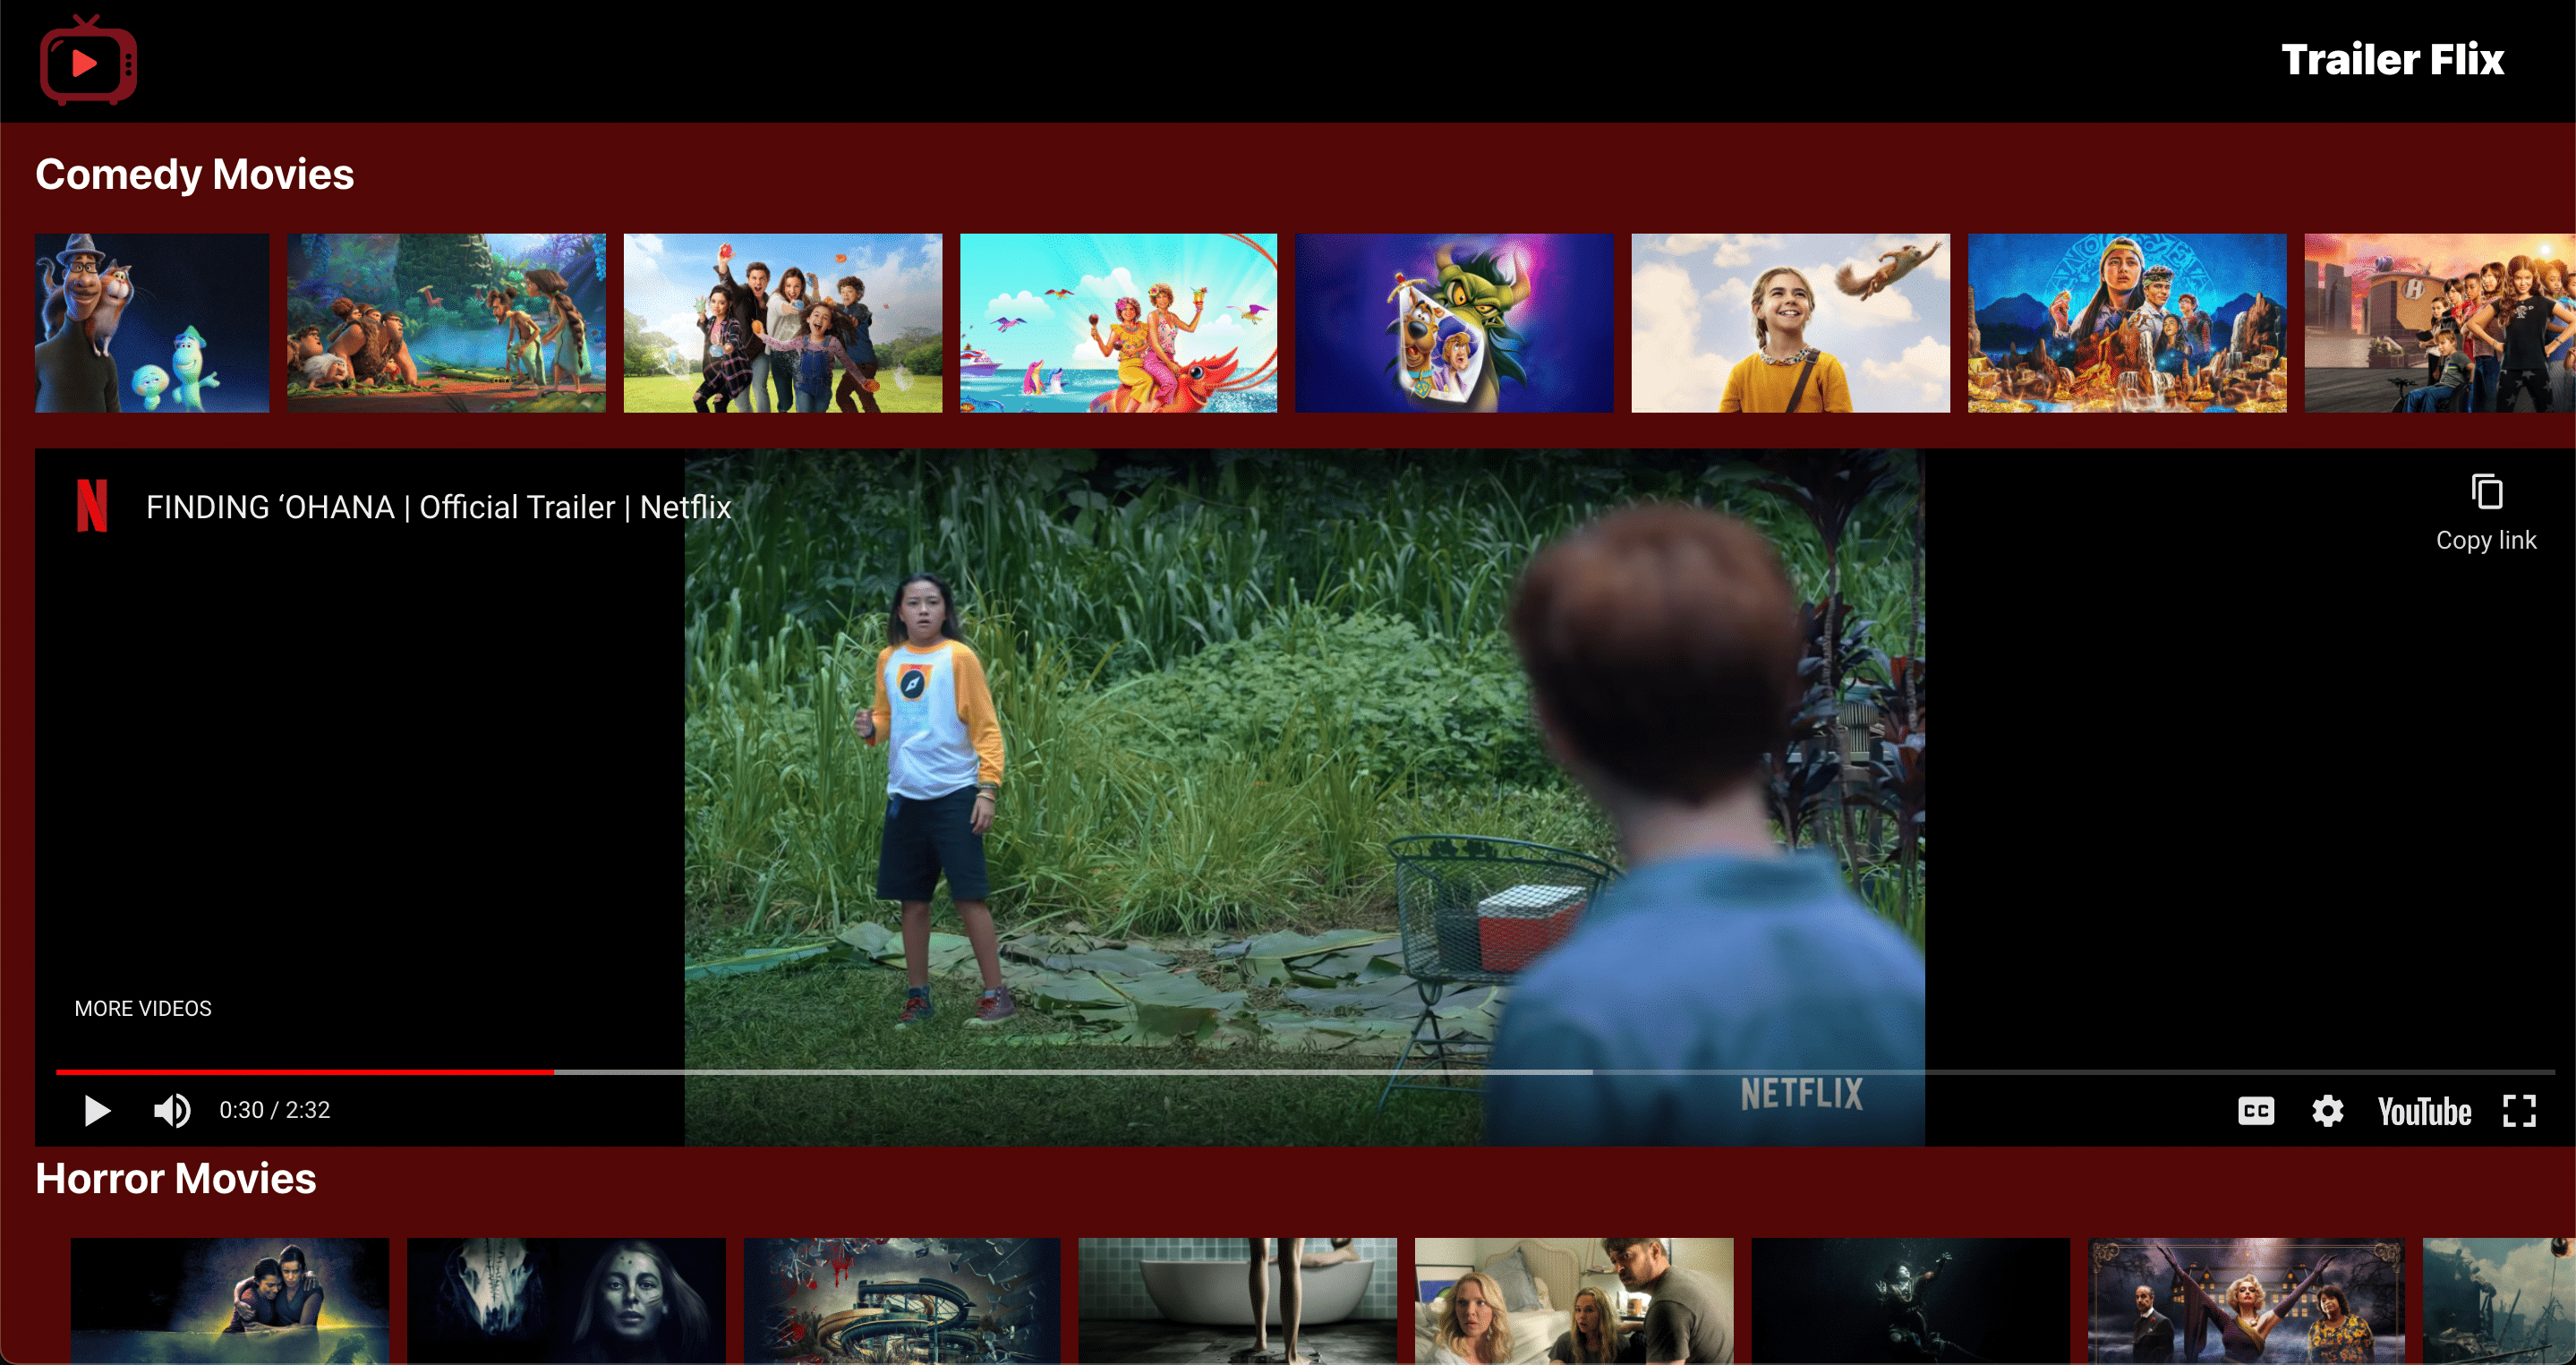 Trailer Flix
Comedy Movies
FINDING ‘OHANA | Official Trailer | Netflix
Copy link
MORE VIDEOS
NETFLIX
0:30 / 2:32
CC
YouTube
Horror Movies